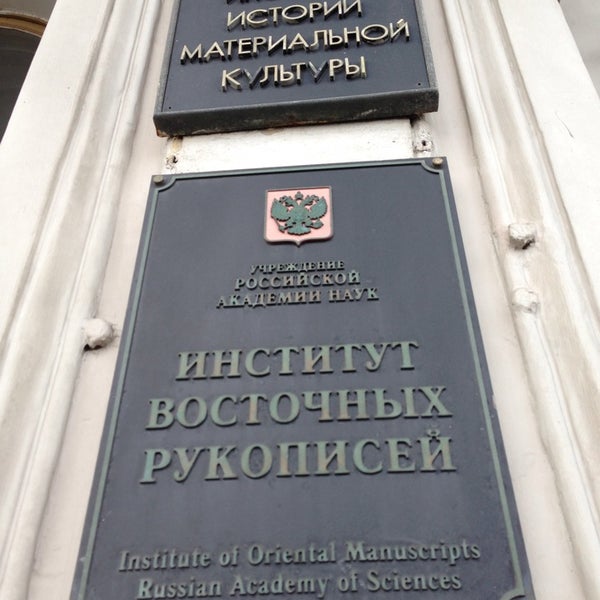 ИСТОРИИ
МАТЕРИАЛЬНОЙ
КУЛЬТУРЫ
УЧРЕЖДЕНИЕ
РОССИЙСКОЙ
АКАДЕМИИ НАУК
ИНСТИТУТ
ВОСТОЧНЫХ
РУКОПИСЕЙ
Institute of Oriental Manuscripts
Russian Academy of Sciences